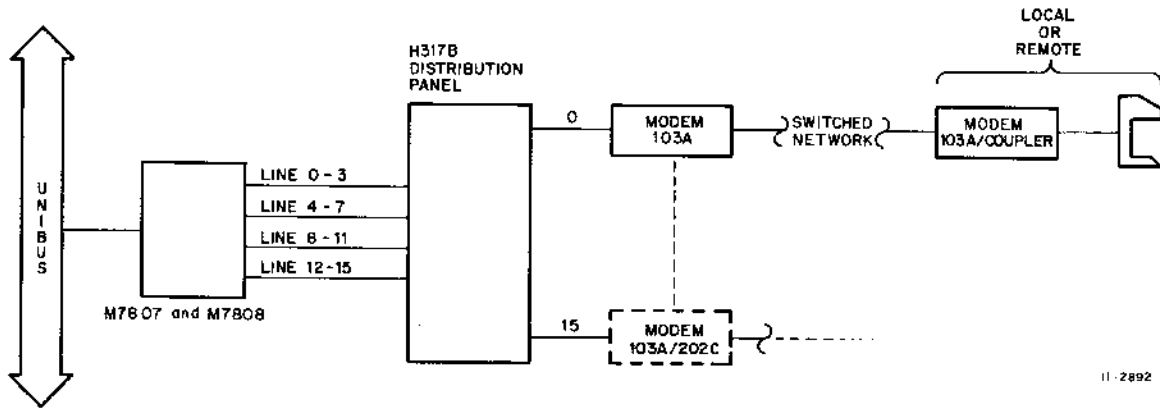 LOCAL
OR
REMOTE
H317B
DISTRIBUTION
PANEL
0
MODEM
103A
SWITCHED
NETWORK
MODEM
103A/COUPLER
UNIBUS
LINE 0-3
LINE 4-7
LINE 8-11
LINE 12-15
M7807 and M7808
15
MODEM
103A/202C
11-2892